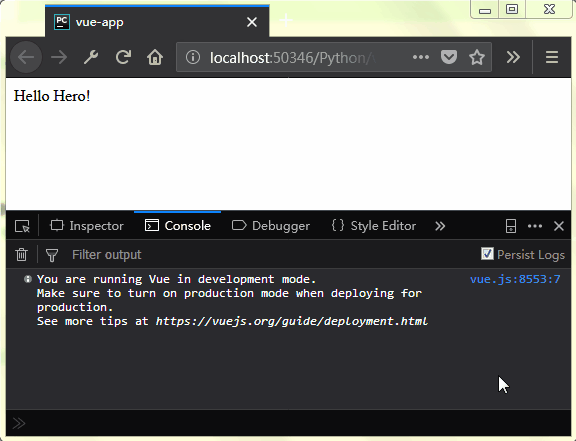 PC vue-app
localhost:50346/Python/
Hello Hero!
Inspector Console Debugger { } Style Editor
Filter output Persist Logs
You are running Vue in development mode. vue.js:8553:7
Make sure to turn on production mode when deploying for
production.
See more tips at https://vuejs.org/guide/deployment.html